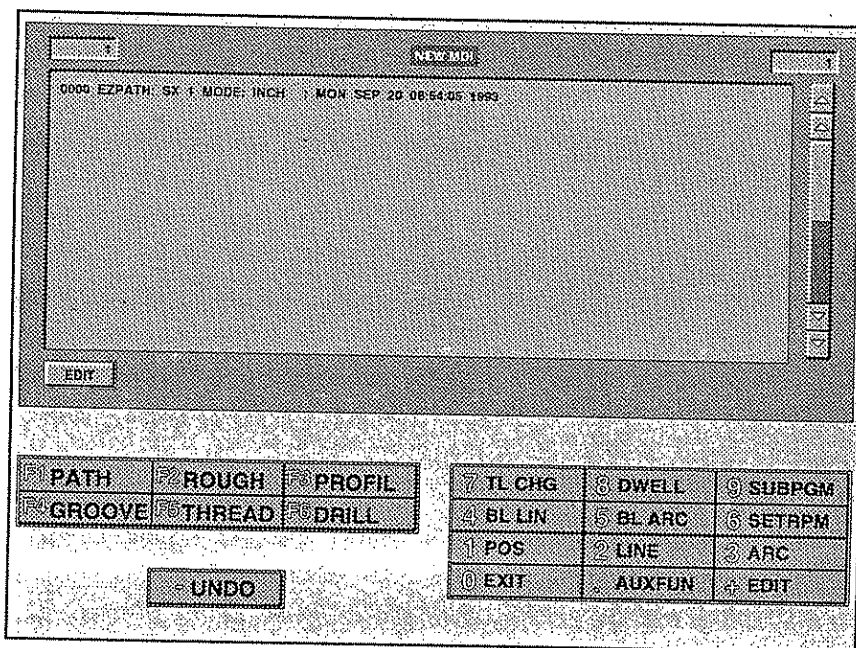 1 NEW MDI 1
0000 EZPATH: SX 1 MODE: INCH : MON SEP 20 08:54:05 1993
EDIT
F1 PATH F2 ROUGH F3 PROFIL
F4 GROOVE F5 THREAD F6 DRILL
7 TL CHG 8 DWELL 9 SUBPGM
4 BL LIN 5 BL ARC 6 SETRPM
1 POS 2 LINE 3 ARC
0 EXIT . AUXFUN + EDIT
- UNDO